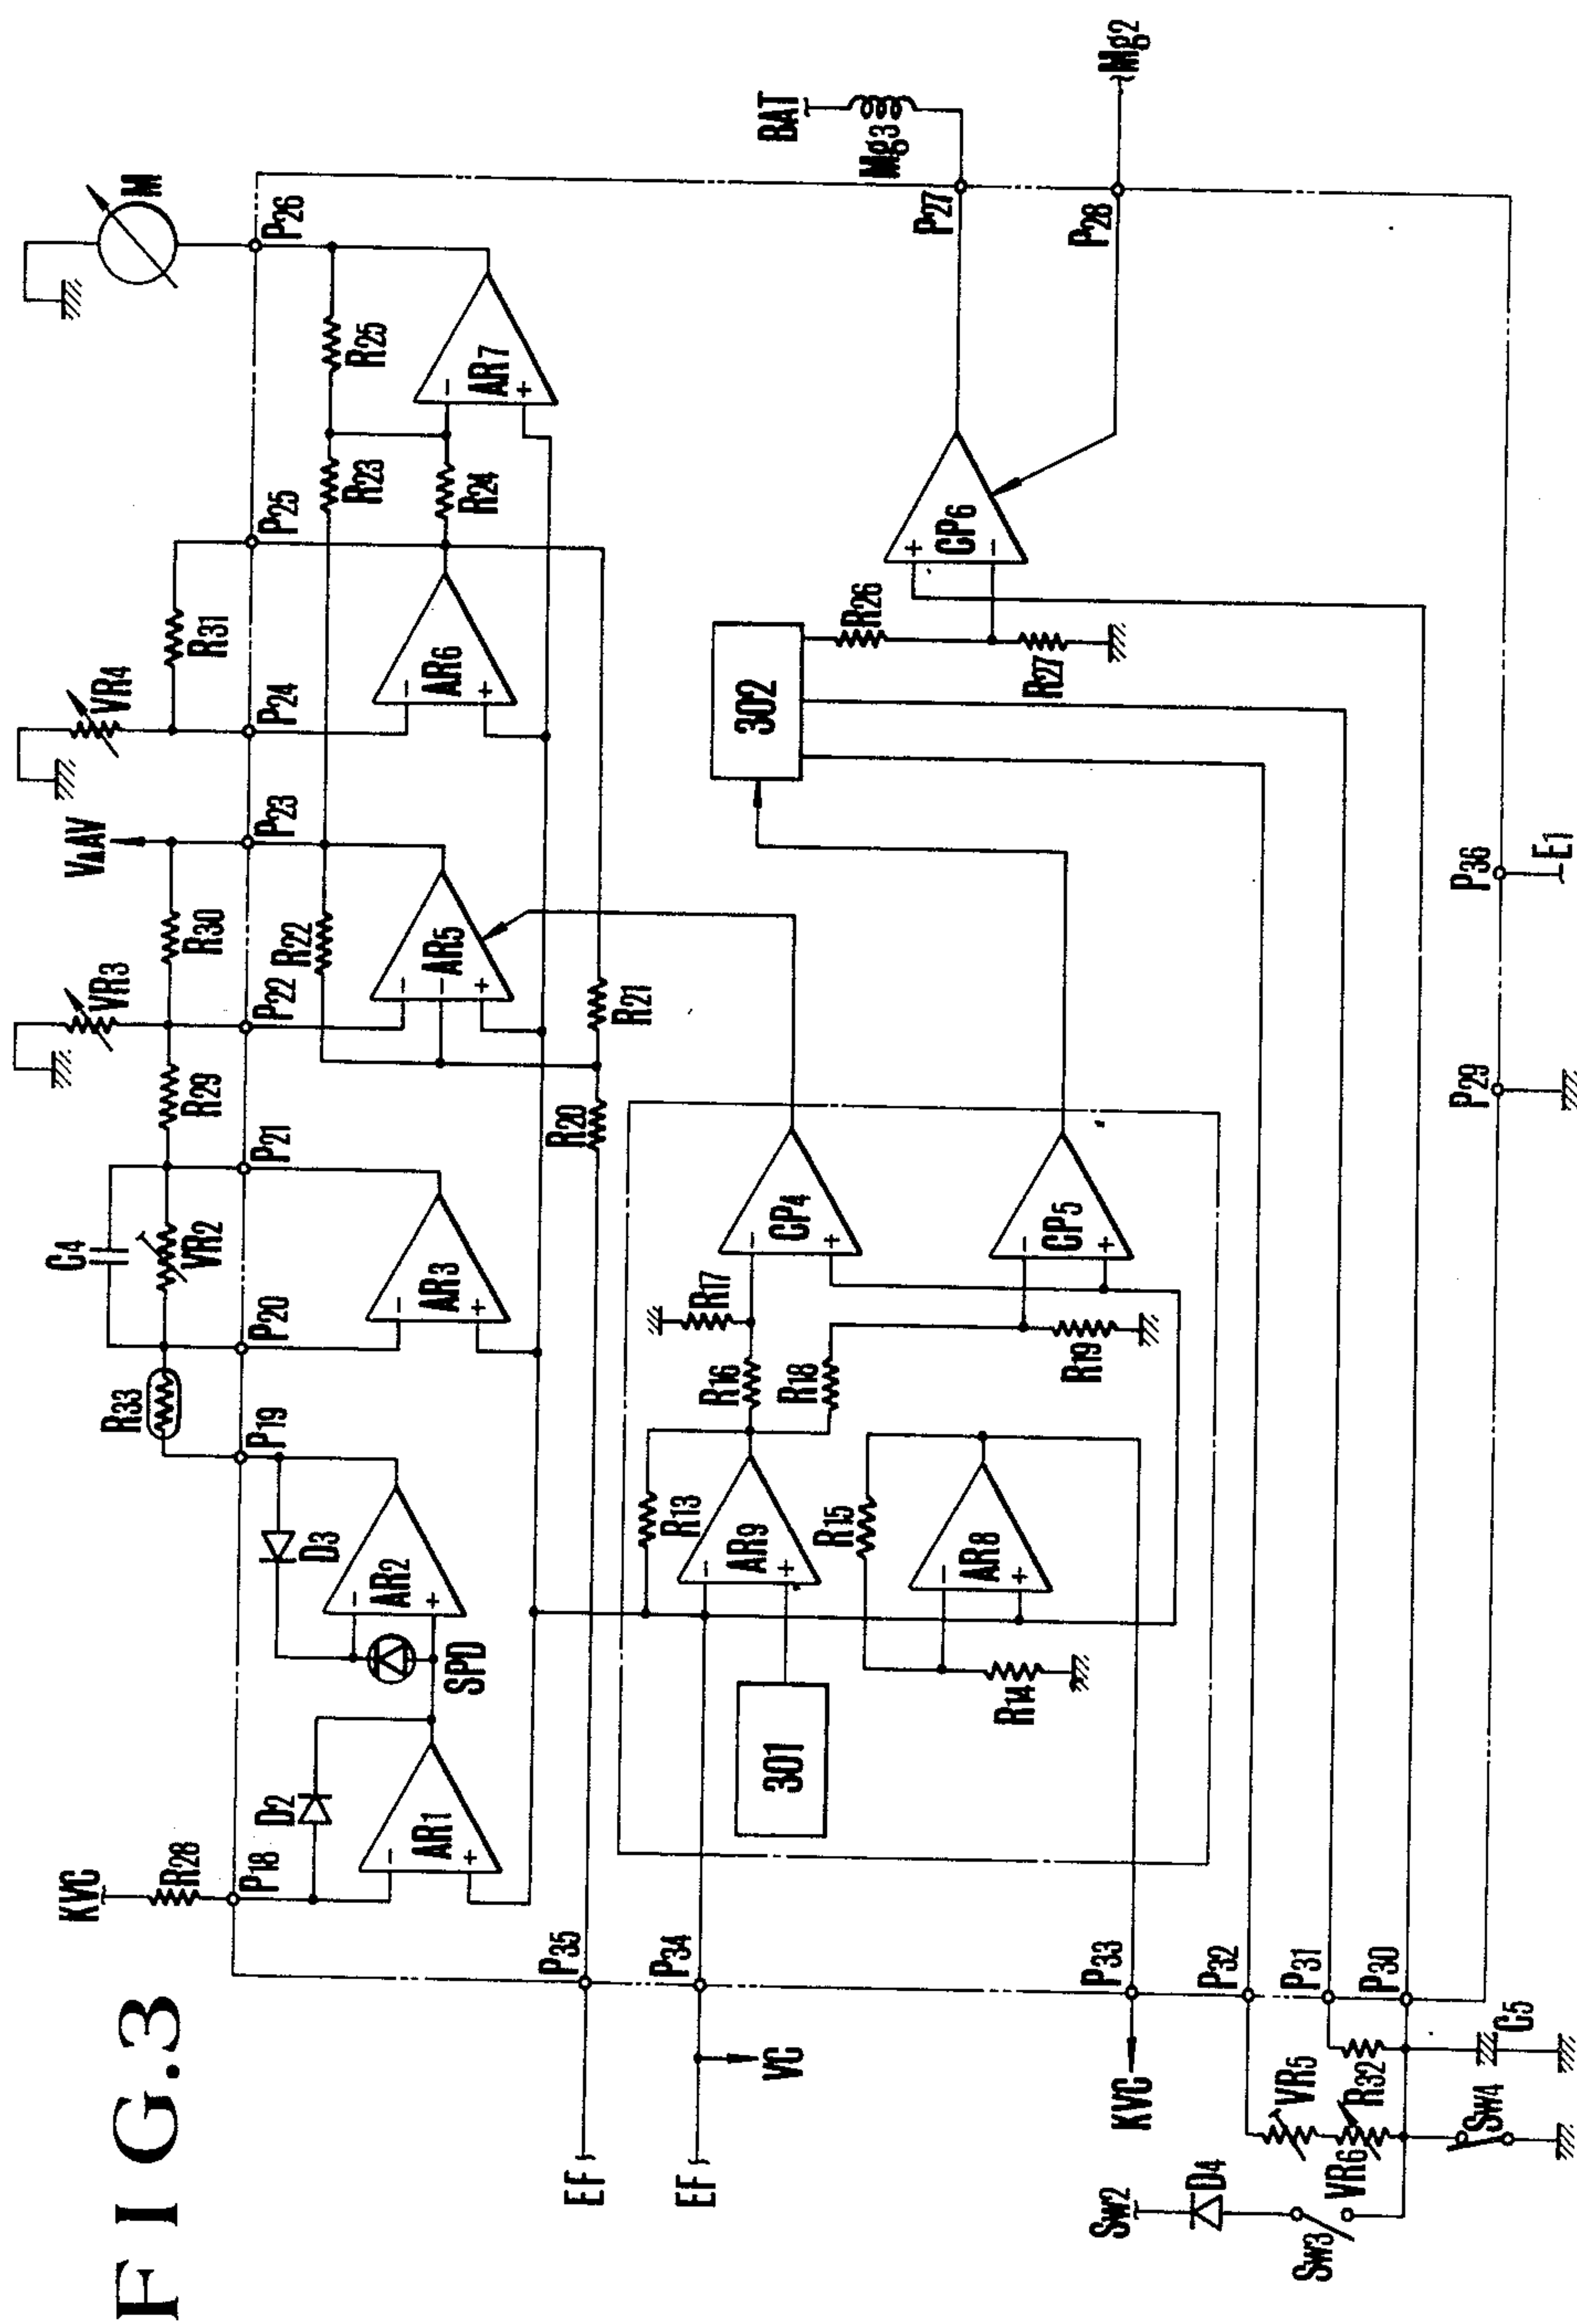 FIG.3
KVC
R28
P18
D2
AR1
−
+
D3
AR2
−
+
SPD
P19
R33
P20
C4
VR2
P21
AR3
−
+
R29
VR3
P22
R30
R22
AR5
−
−
+
VΔAV
P23
VR4
P24
R31
AR6
−
+
P25
R23
R24
R25
AR7
−
+
P26
M
R20
R21
EF
P35
EF
VC
P34
301
R13
AR9
−
+
R16
R17
R18
R19
CP4
−
+
CP5
−
+
R14
R15
AR8
−
+
302
R26
R27
CP6
+
−
BAT
Mg3
P27
P28
Mg2
KVC
P33
P32
P31
P30
P29
P36
E1
Sw2
D4
Sw3
VR5
VR6
R32
Sw4
C5